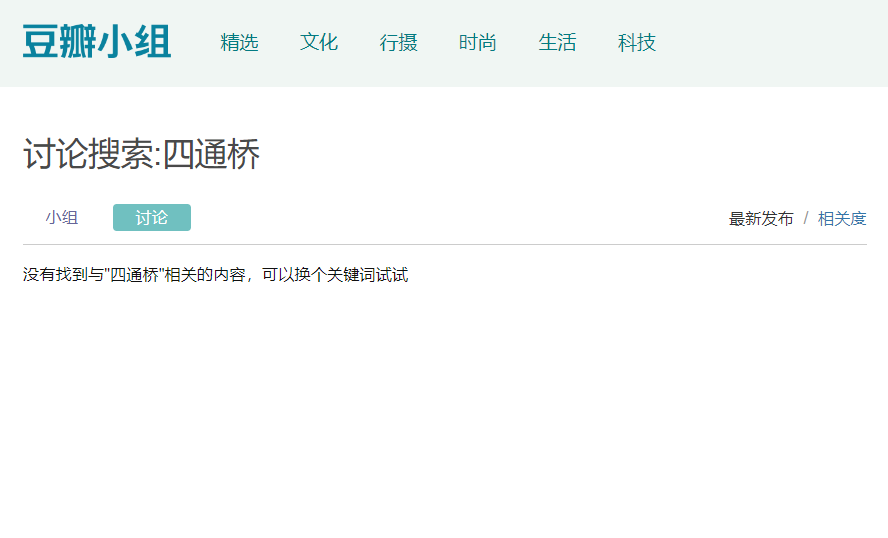 豆瓣小组 精选 文化 行摄 时尚 生活 科技
讨论搜索:四通桥
小组 讨论 最新发布 / 相关度
没有找到与"四通桥"相关的内容，可以换个关键词试试